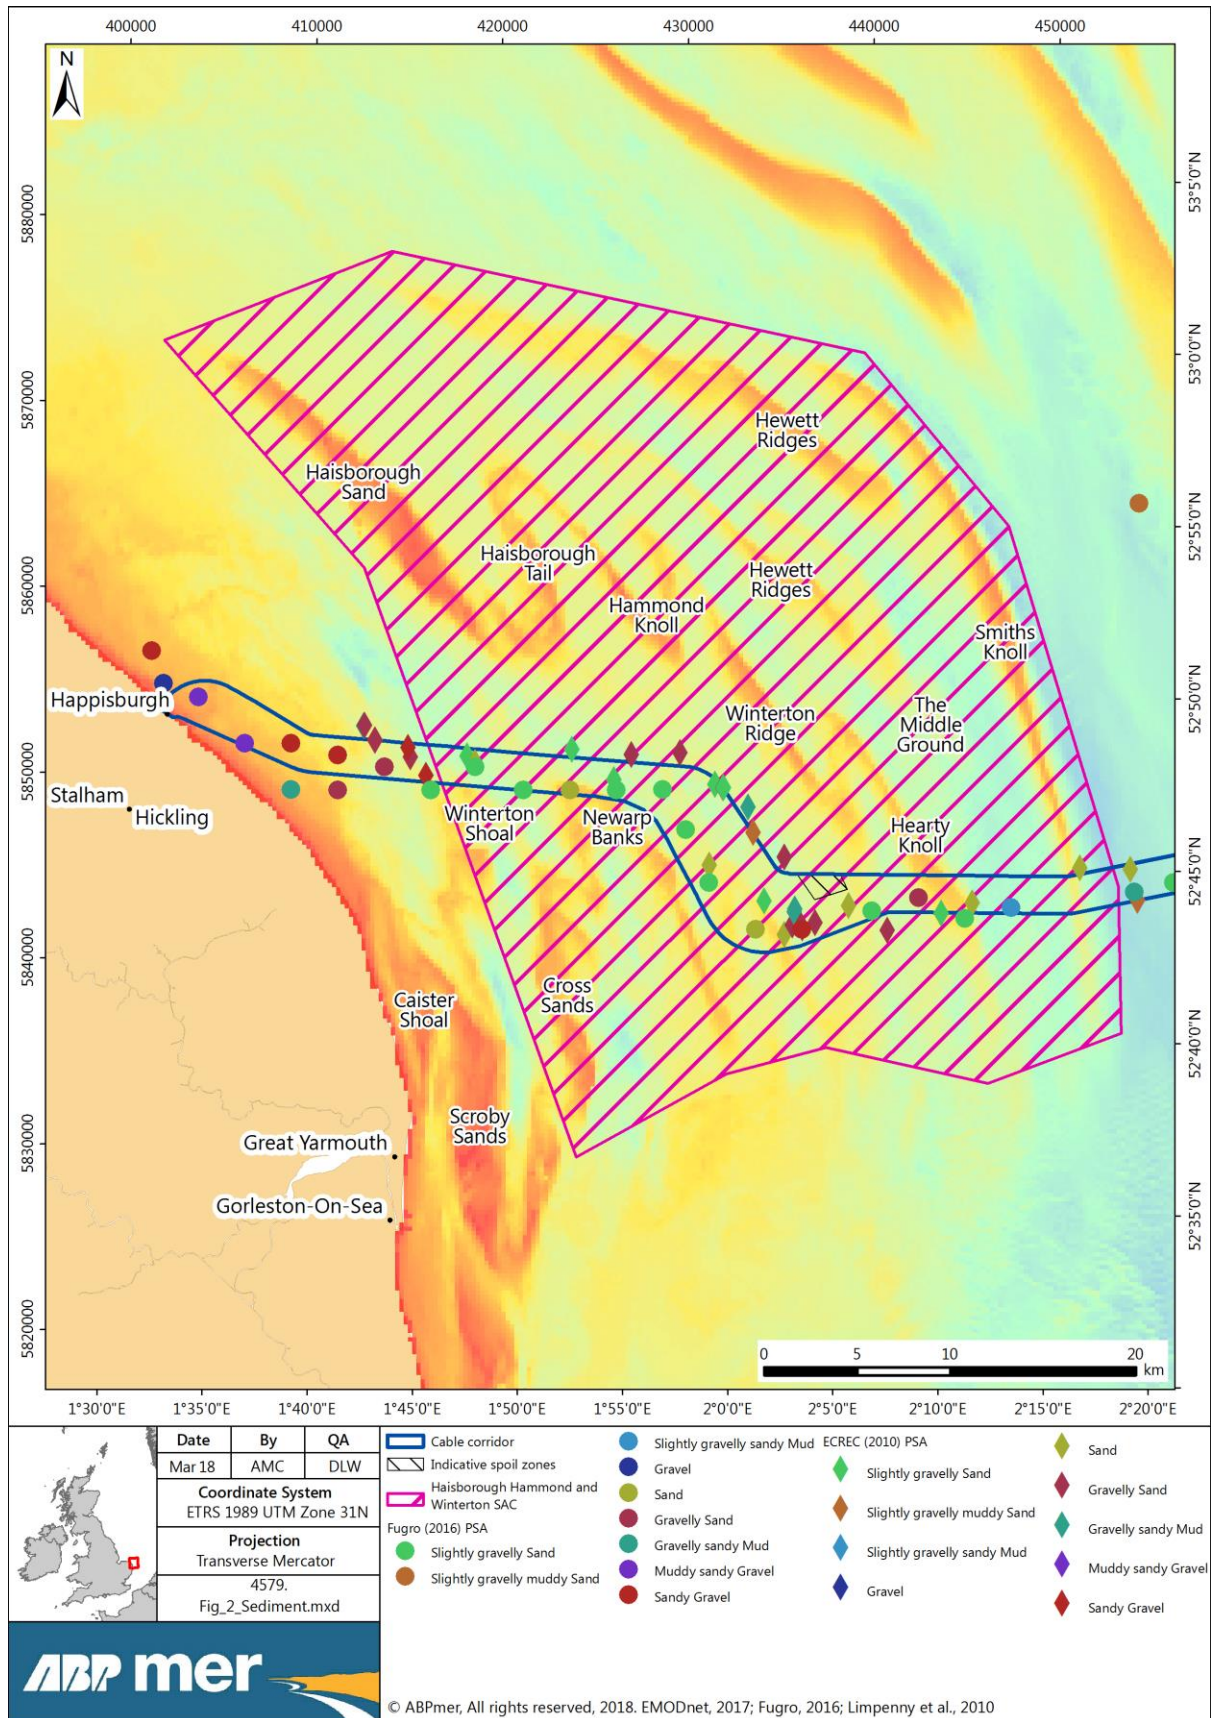 400000 410000 420000 430000 440000 450000
N
5880000
5870000
5860000
5850000
5840000
5830000
5820000
53°5'0"N
53°0'0"N
52°55'0"N
52°50'0"N
52°45'0"N
52°40'0"N
52°35'0"N
Hewett
Ridges
Haisborough
Sand
Haisborough
Tail
Hewett
Ridges
Hammond
Knoll
Smiths
Knoll
Happisburgh
Winterton
Ridge
The
Middle
Ground
Stalham
Hickling
Winterton
Shoal
Newarp
Banks
Hearty
Knoll
Caister
Shoal
Cross
Sands
Scroby
Sands
Great Yarmouth
Gorleston-On-Sea
0 5 10 20
km
1°30'0"E 1°35'0"E 1°40'0"E 1°45'0"E 1°50'0"E 1°55'0"E 2°0'0"E 2°5'0"E 2°10'0"E 2°15'0"E 2°20'0"E
Date By QA
Mar 18 AMC DLW
Coordinate System
ETRS 1989 UTM Zone 31N
Projection
Transverse Mercator
4579.
Fig_2_Sediment.mxd
ABP mer
Cable corridor
Indicative spoil zones
Haisborough Hammond and
Winterton SAC
Fugro (2016) PSA
Slightly gravelly Sand
Slightly gravelly muddy Sand
Slightly gravelly sandy Mud
Gravel
Sand
Gravelly Sand
Gravelly sandy Mud
Muddy sandy Gravel
Sandy Gravel
ECREC (2010) PSA
Slightly gravelly Sand
Slightly gravelly muddy Sand
Slightly gravelly sandy Mud
Gravel
Sand
Gravelly Sand
Gravelly sandy Mud
Muddy sandy Gravel
Sandy Gravel
© ABPmer, All rights reserved, 2018. EMODnet, 2017; Fugro, 2016; Limpenny et al., 2010